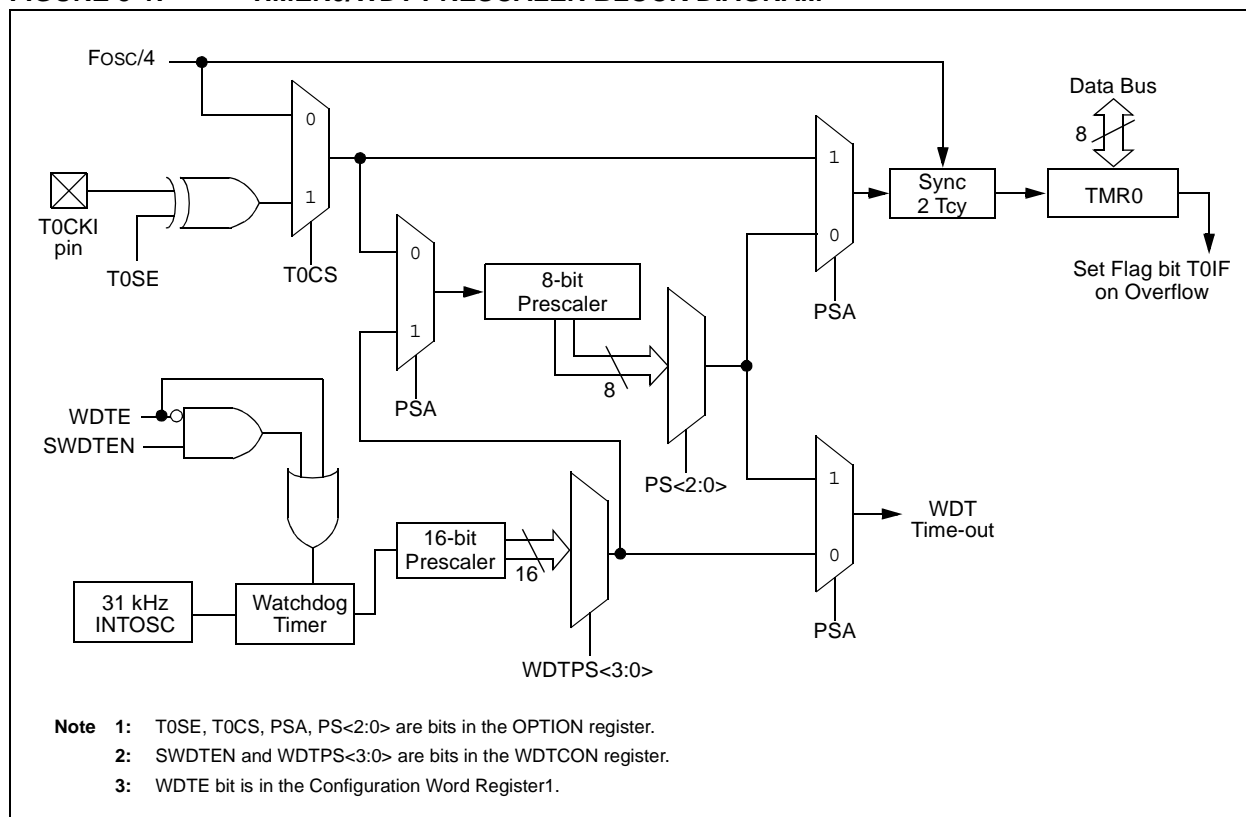 FOSC/4
0
1
T0CKI
pin
T0SE
T0CS
0
1
PSA
8-bit
Prescaler
8
PS<2:0>
1
0
PSA
Sync
2 Tcy
Data Bus
8
TMR0
Set Flag bit T0IF
on Overflow
WDTE
SWDTEN
31 kHz
INTOSC
Watchdog
Timer
16-bit
Prescaler
16
WDTPS<3:0>
1
0
PSA
WDT
Time-out
Note 1: T0SE, T0CS, PSA, PS<2:0> are bits in the OPTION register.
2: SWDTEN and WDTPS<3:0> are bits in the WDTCON register.
3: WDTE bit is in the Configuration Word Register1.